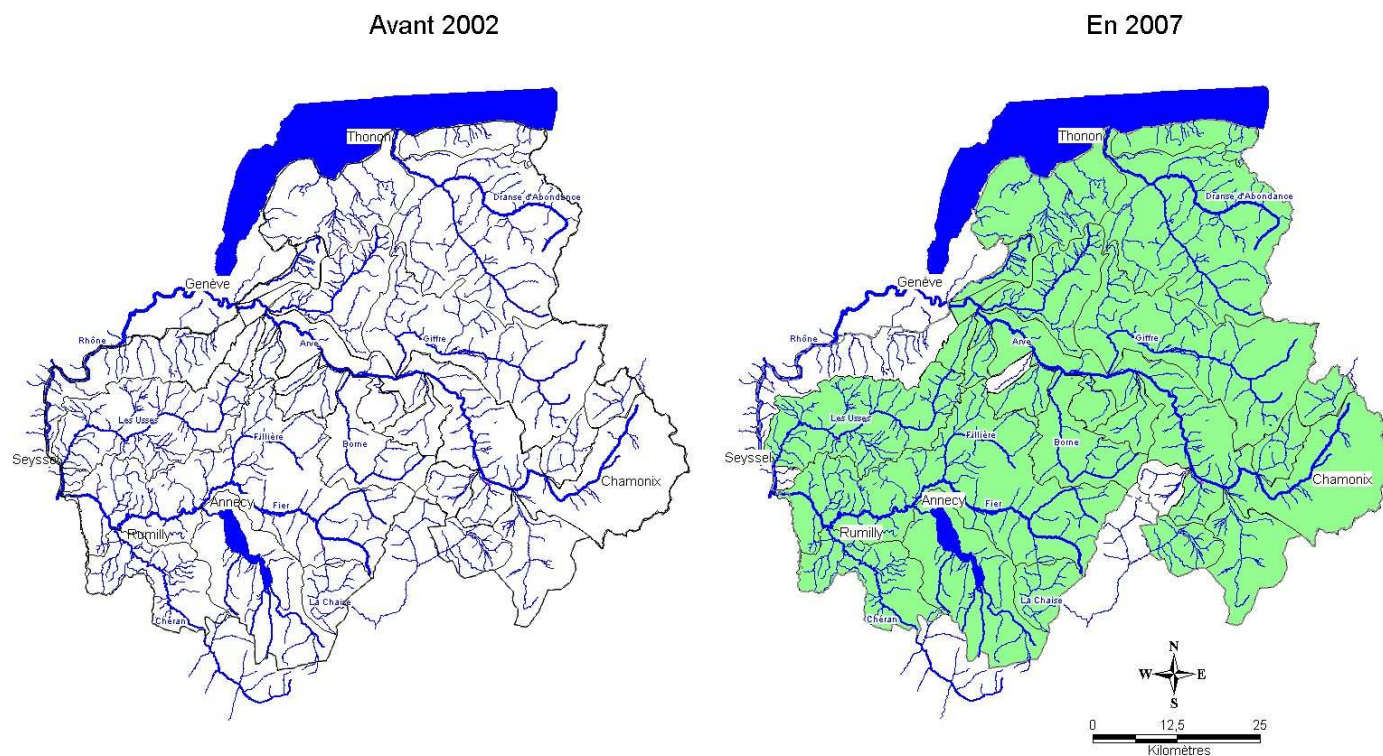 Avant 2002
Thonon
Dranse d'Abondance
Genève
Rhône
Arve
Giffre
Les Usses
Fillière
Borne
Seyssel
Chamonix
Annecy
Fier
Rumilly
La Chaise
Chéran
En 2007
Thonon
Dranse d'Abondance
Genève
Rhône
Arve
Giffre
Les Usses
Fillière
Borne
Seyssel
Chamonix
Annecy
Fier
Rumilly
La Chaise
Chéran
N
W E
S
0 12,5 25
Kilomètres